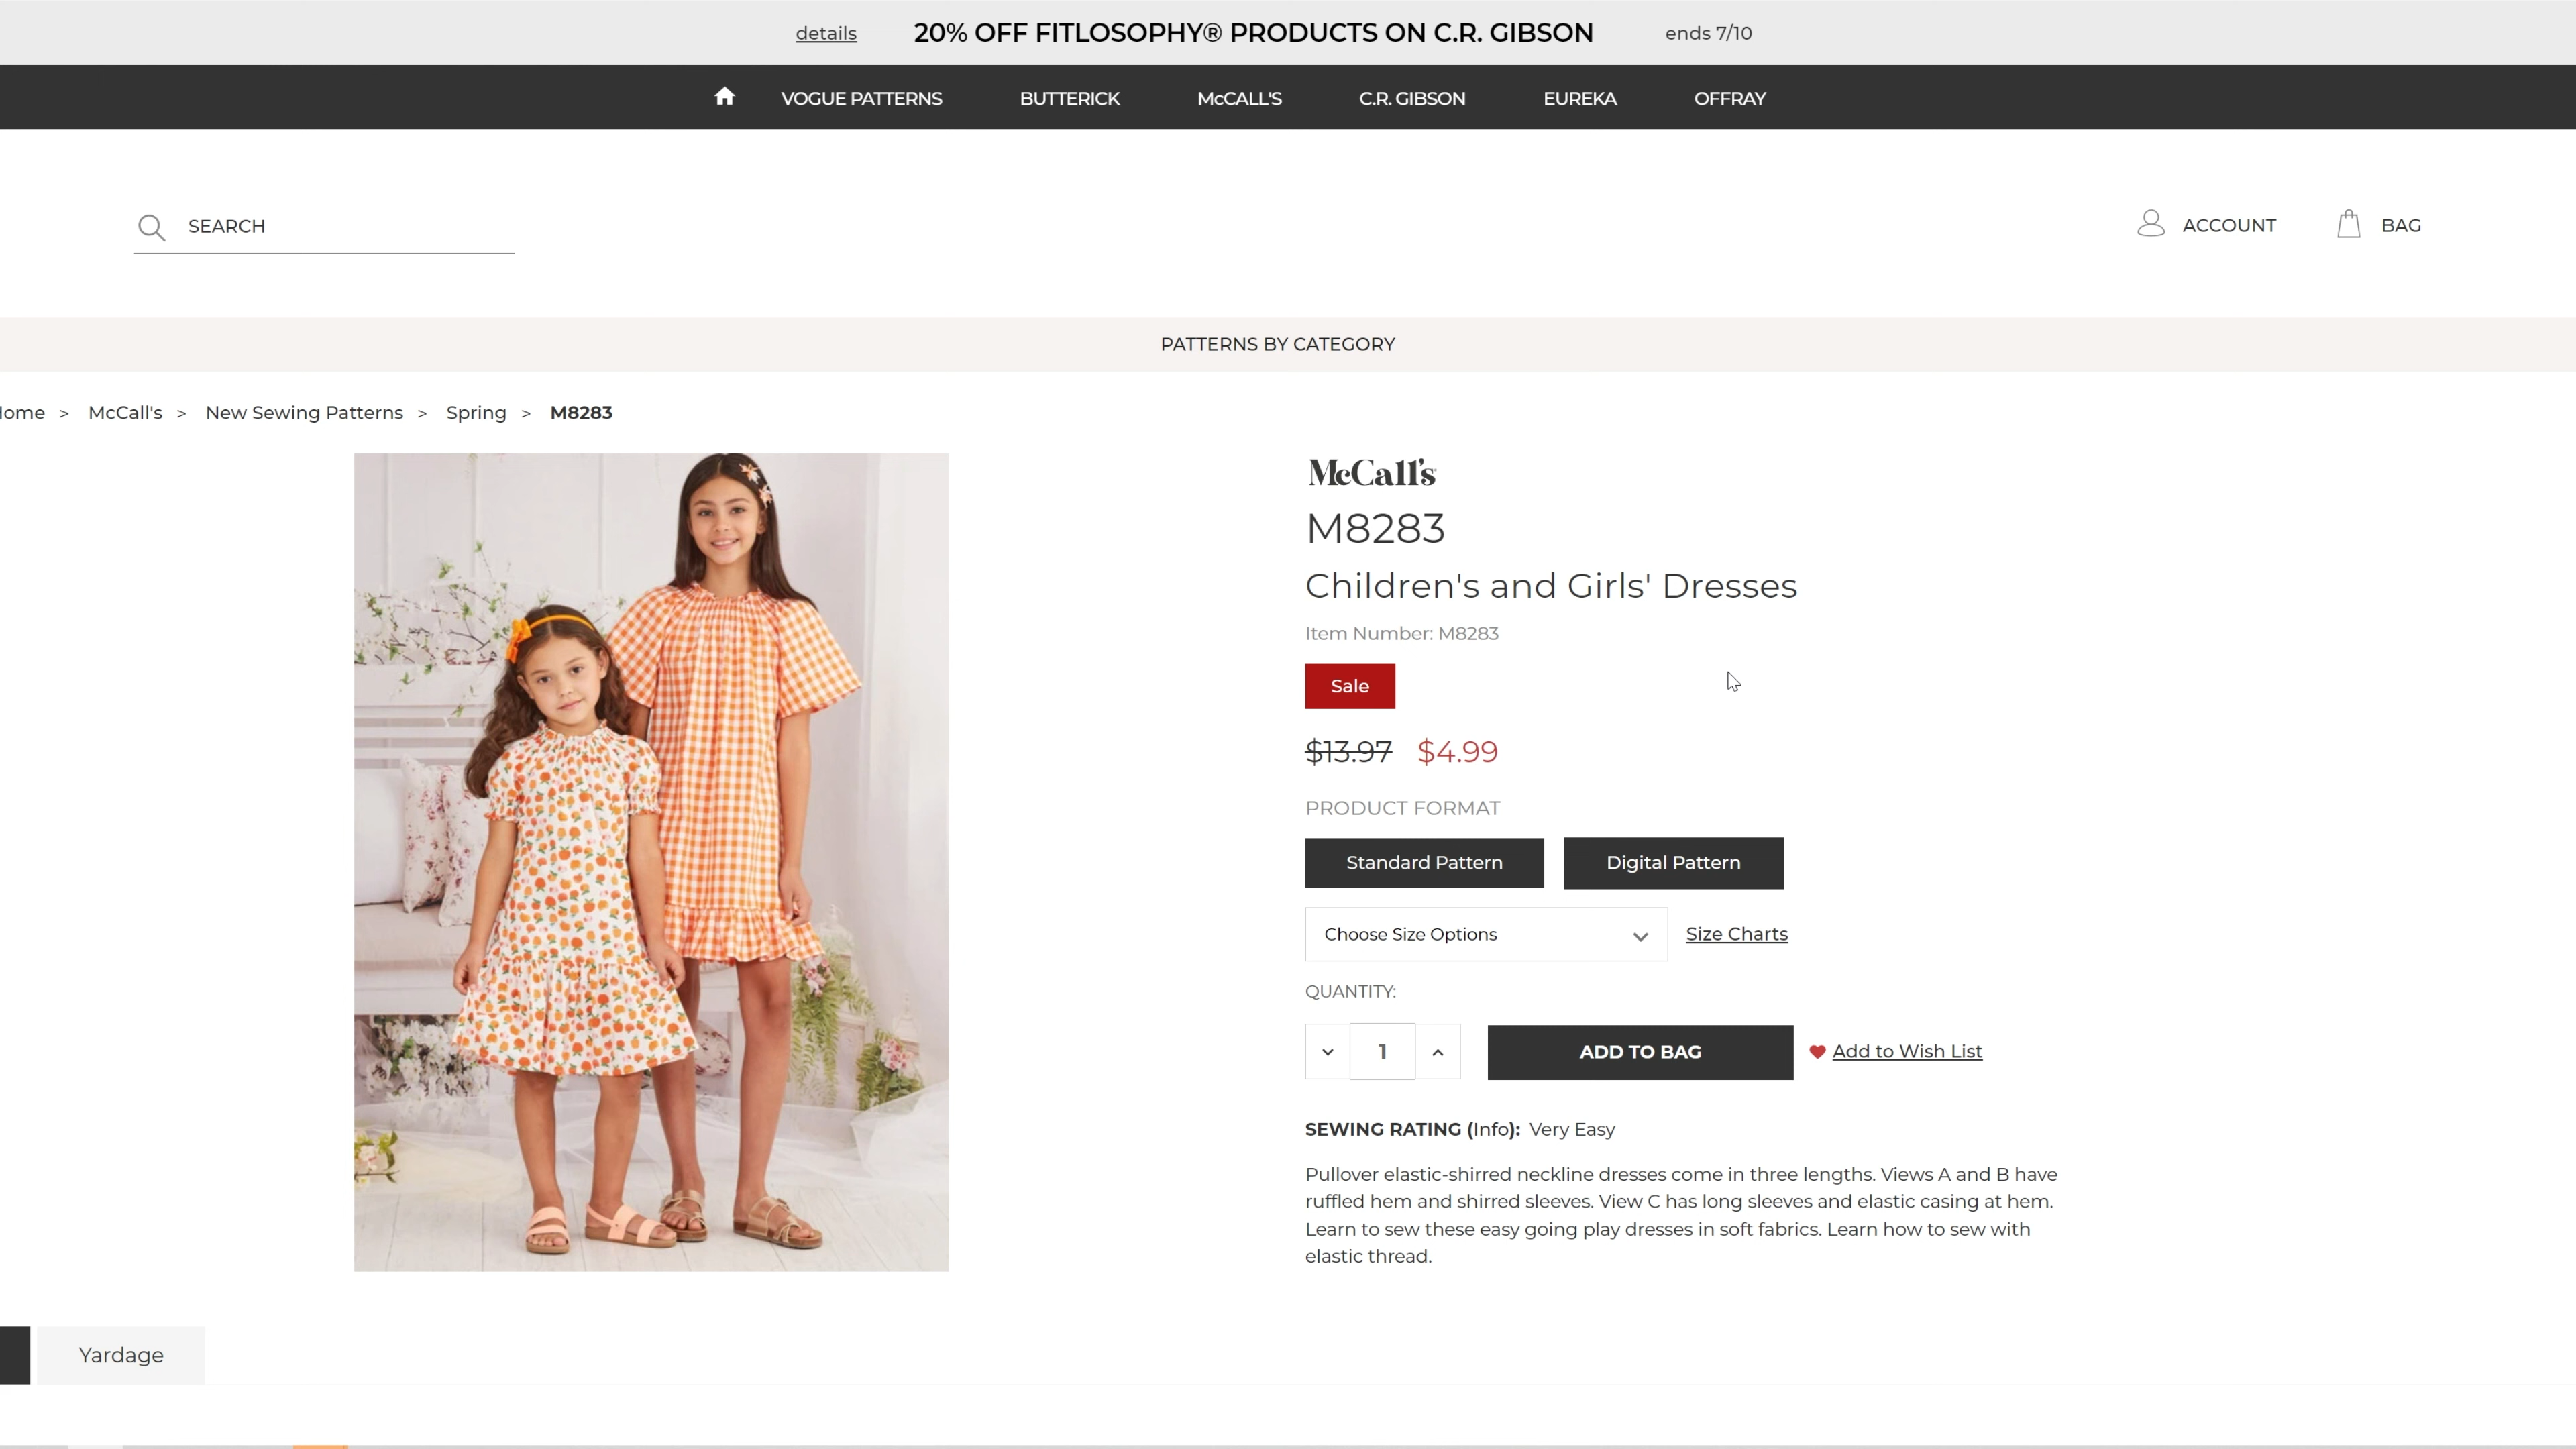 details 20% OFF FITLOSOPHY® PRODUCTS ON C.R. GIBSON ends 7/10
VOGUE PATTERNS BUTTERICK McCALL'S C.R. GIBSON EUREKA OFFRAY
SEARCH ACCOUNT BAG
PATTERNS BY CATEGORY
ome > McCall's > New Sewing Patterns > Spring > M8283
McCall's
M8283
Children's and Girls' Dresses
Item Number: M8283
Sale
$13.97 $4.99
PRODUCT FORMAT
Standard Pattern Digital Pattern
Choose Size Options Size Charts
QUANTITY:
1 ADD TO BAG Add to Wish List
SEWING RATING (Info): Very Easy
Pullover elastic-shirred neckline dresses come in three lengths. Views A and B have
ruffled hem and shirred sleeves. View C has long sleeves and elastic casing at hem.
Learn to sew these easy going play dresses in soft fabrics. Learn how to sew with
elastic thread.
Yardage